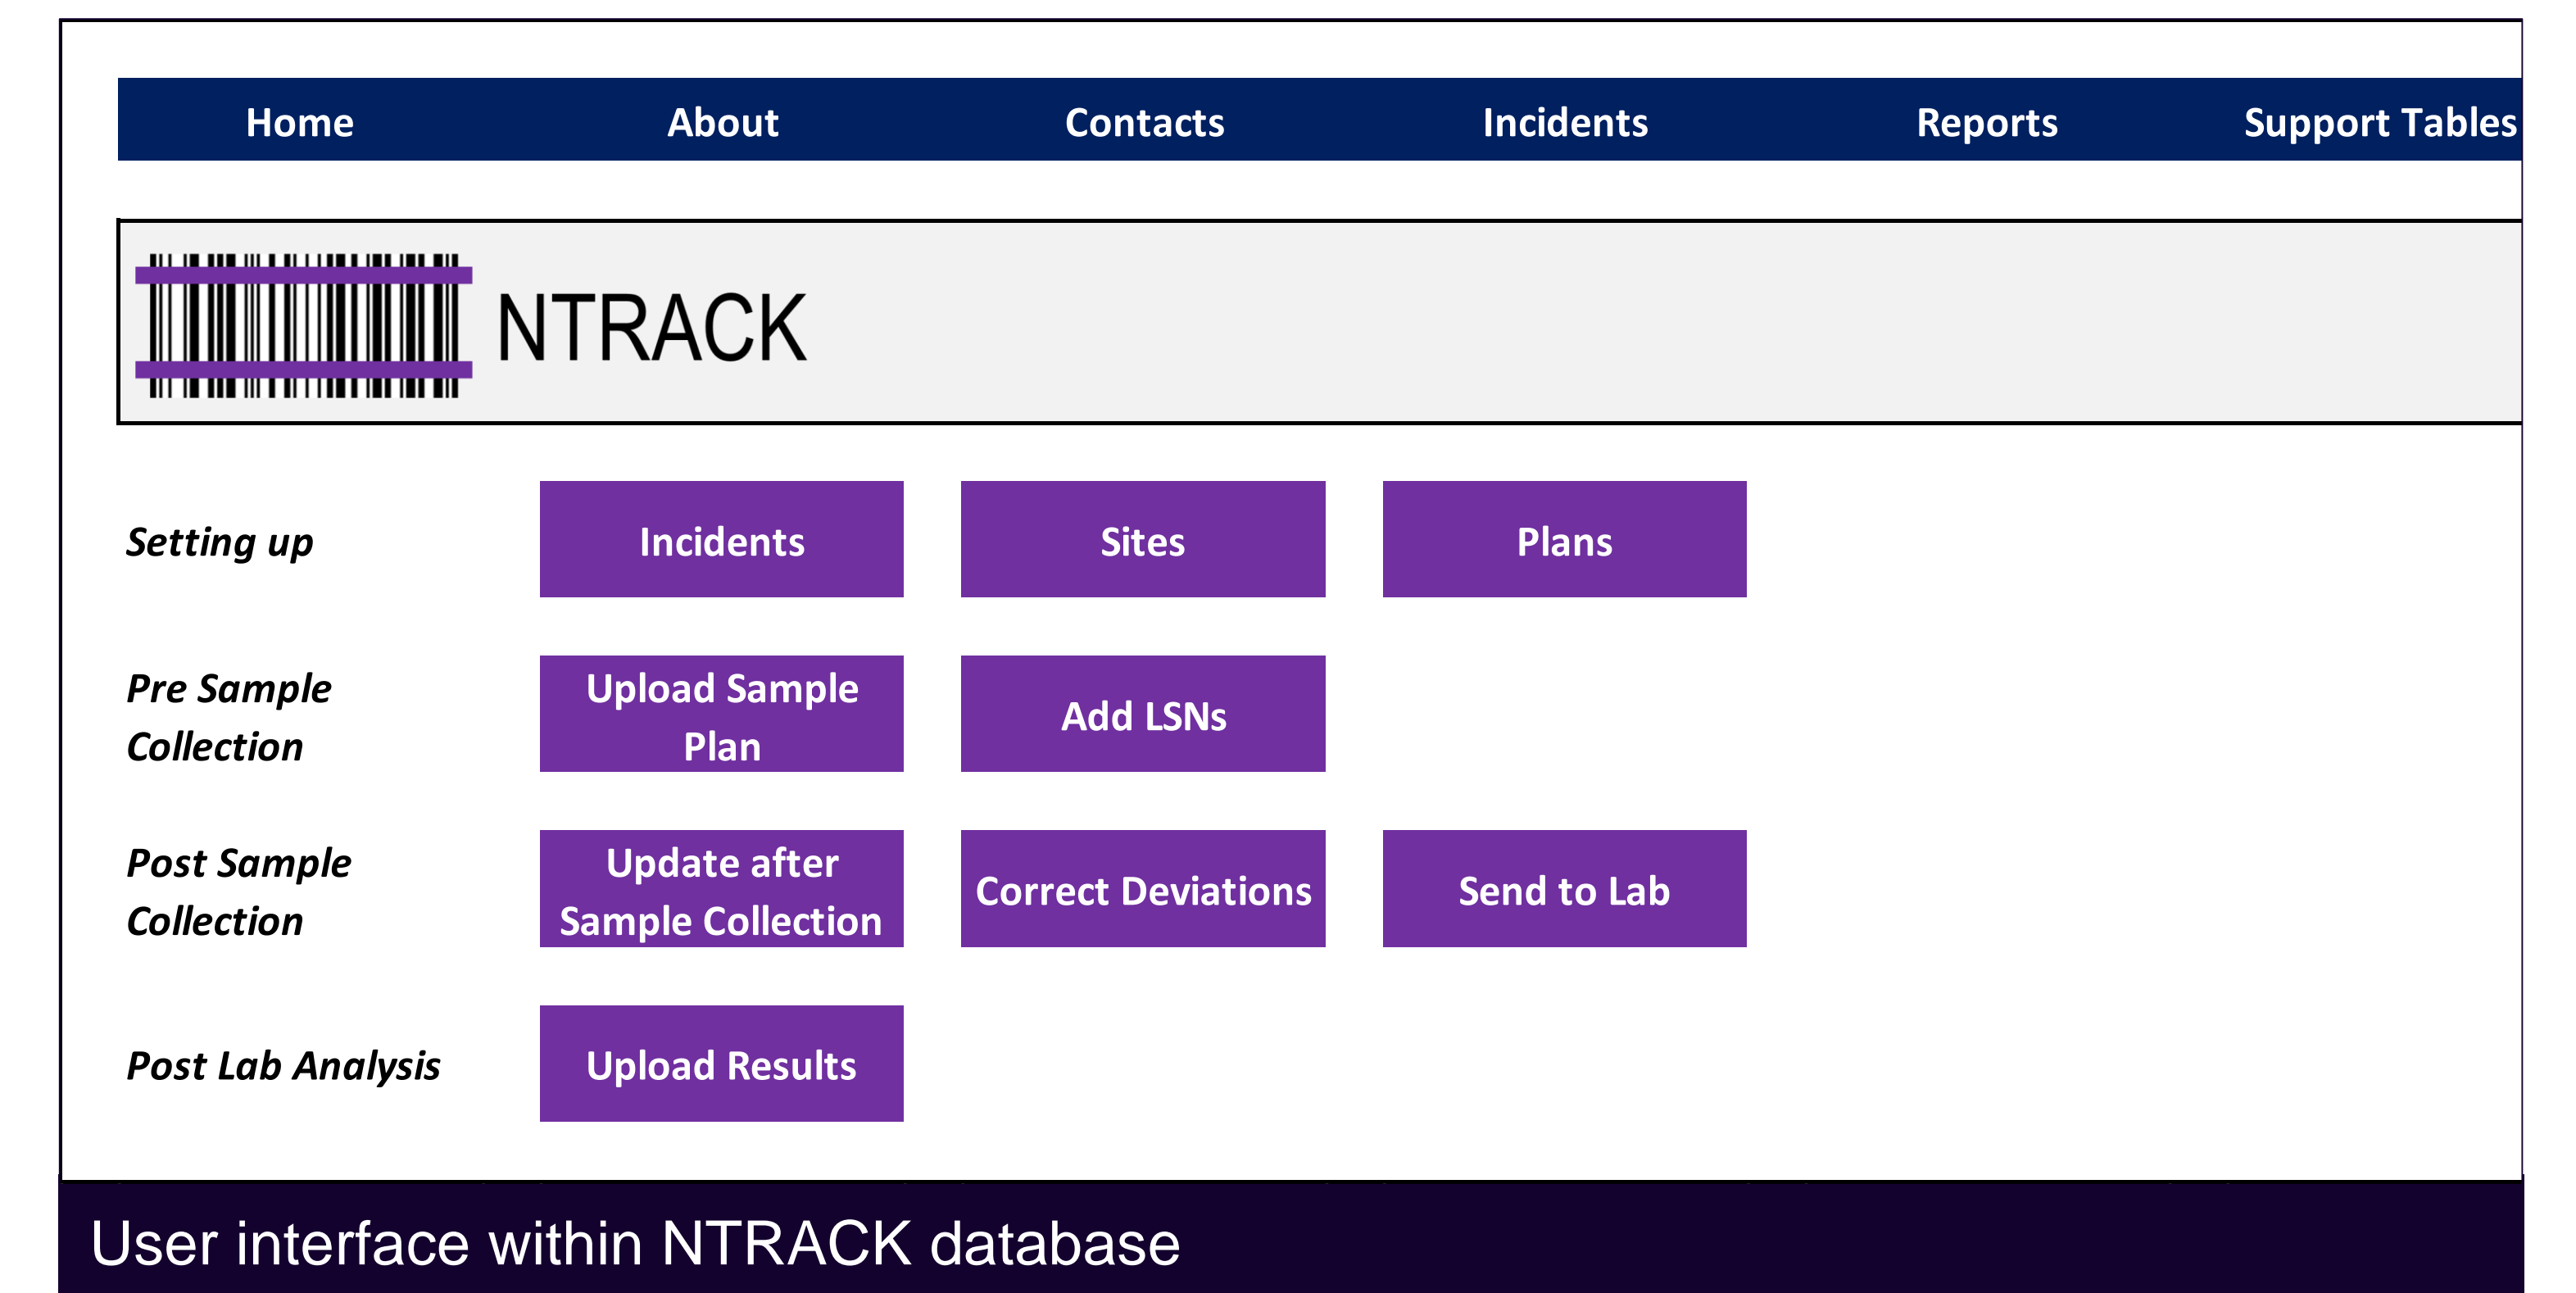 Home About Contacts Incidents Reports Support Tables
NTRACK
Setting up Incidents Sites Plans
Pre Sample
Collection
Upload Sample
Plan
Add LSNs
Post Sample
Collection
Update after
Sample Collection
Correct Deviations
Send to Lab
Post Lab Analysis Upload Results
User interface within NTRACK database